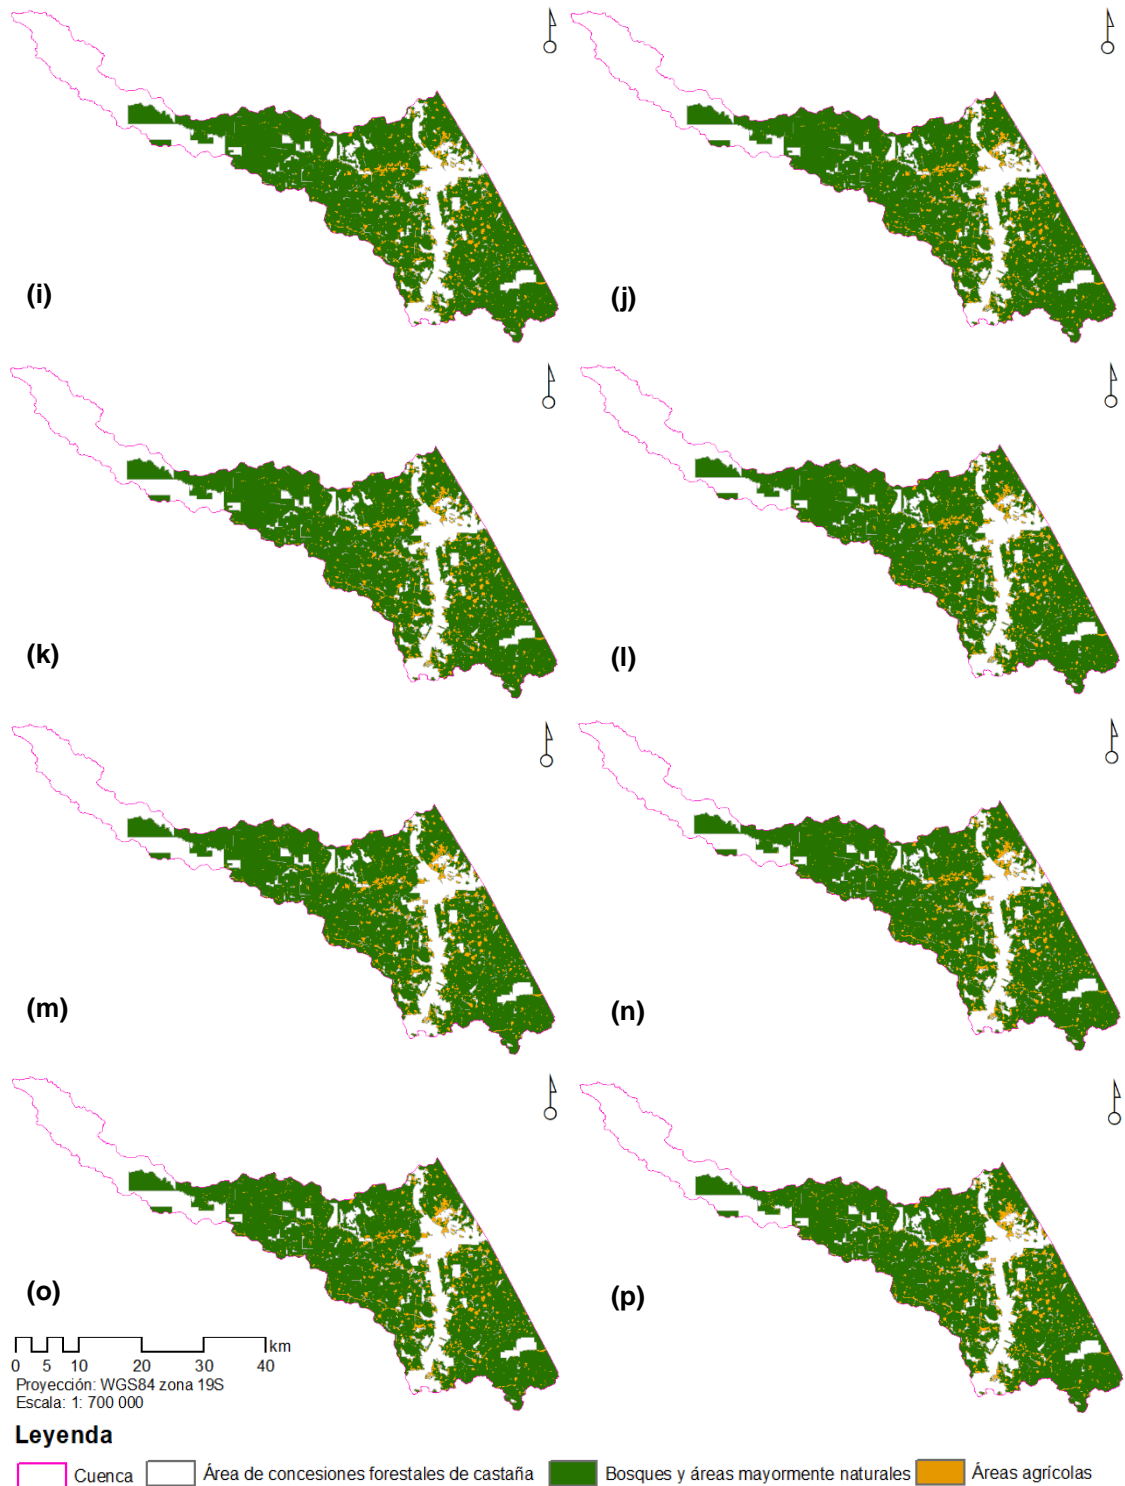 (i)
(j)
(k)
(l)
(m)
(n)
(o)
(p)
km
0 5 10 20 30 40
Proyección: WGS84 zona 19S
Escala: 1: 700 000
Leyenda
Cuenca Área de concesiones forestales de castaña Bosques y áreas mayormente naturales Áreas agrícolas